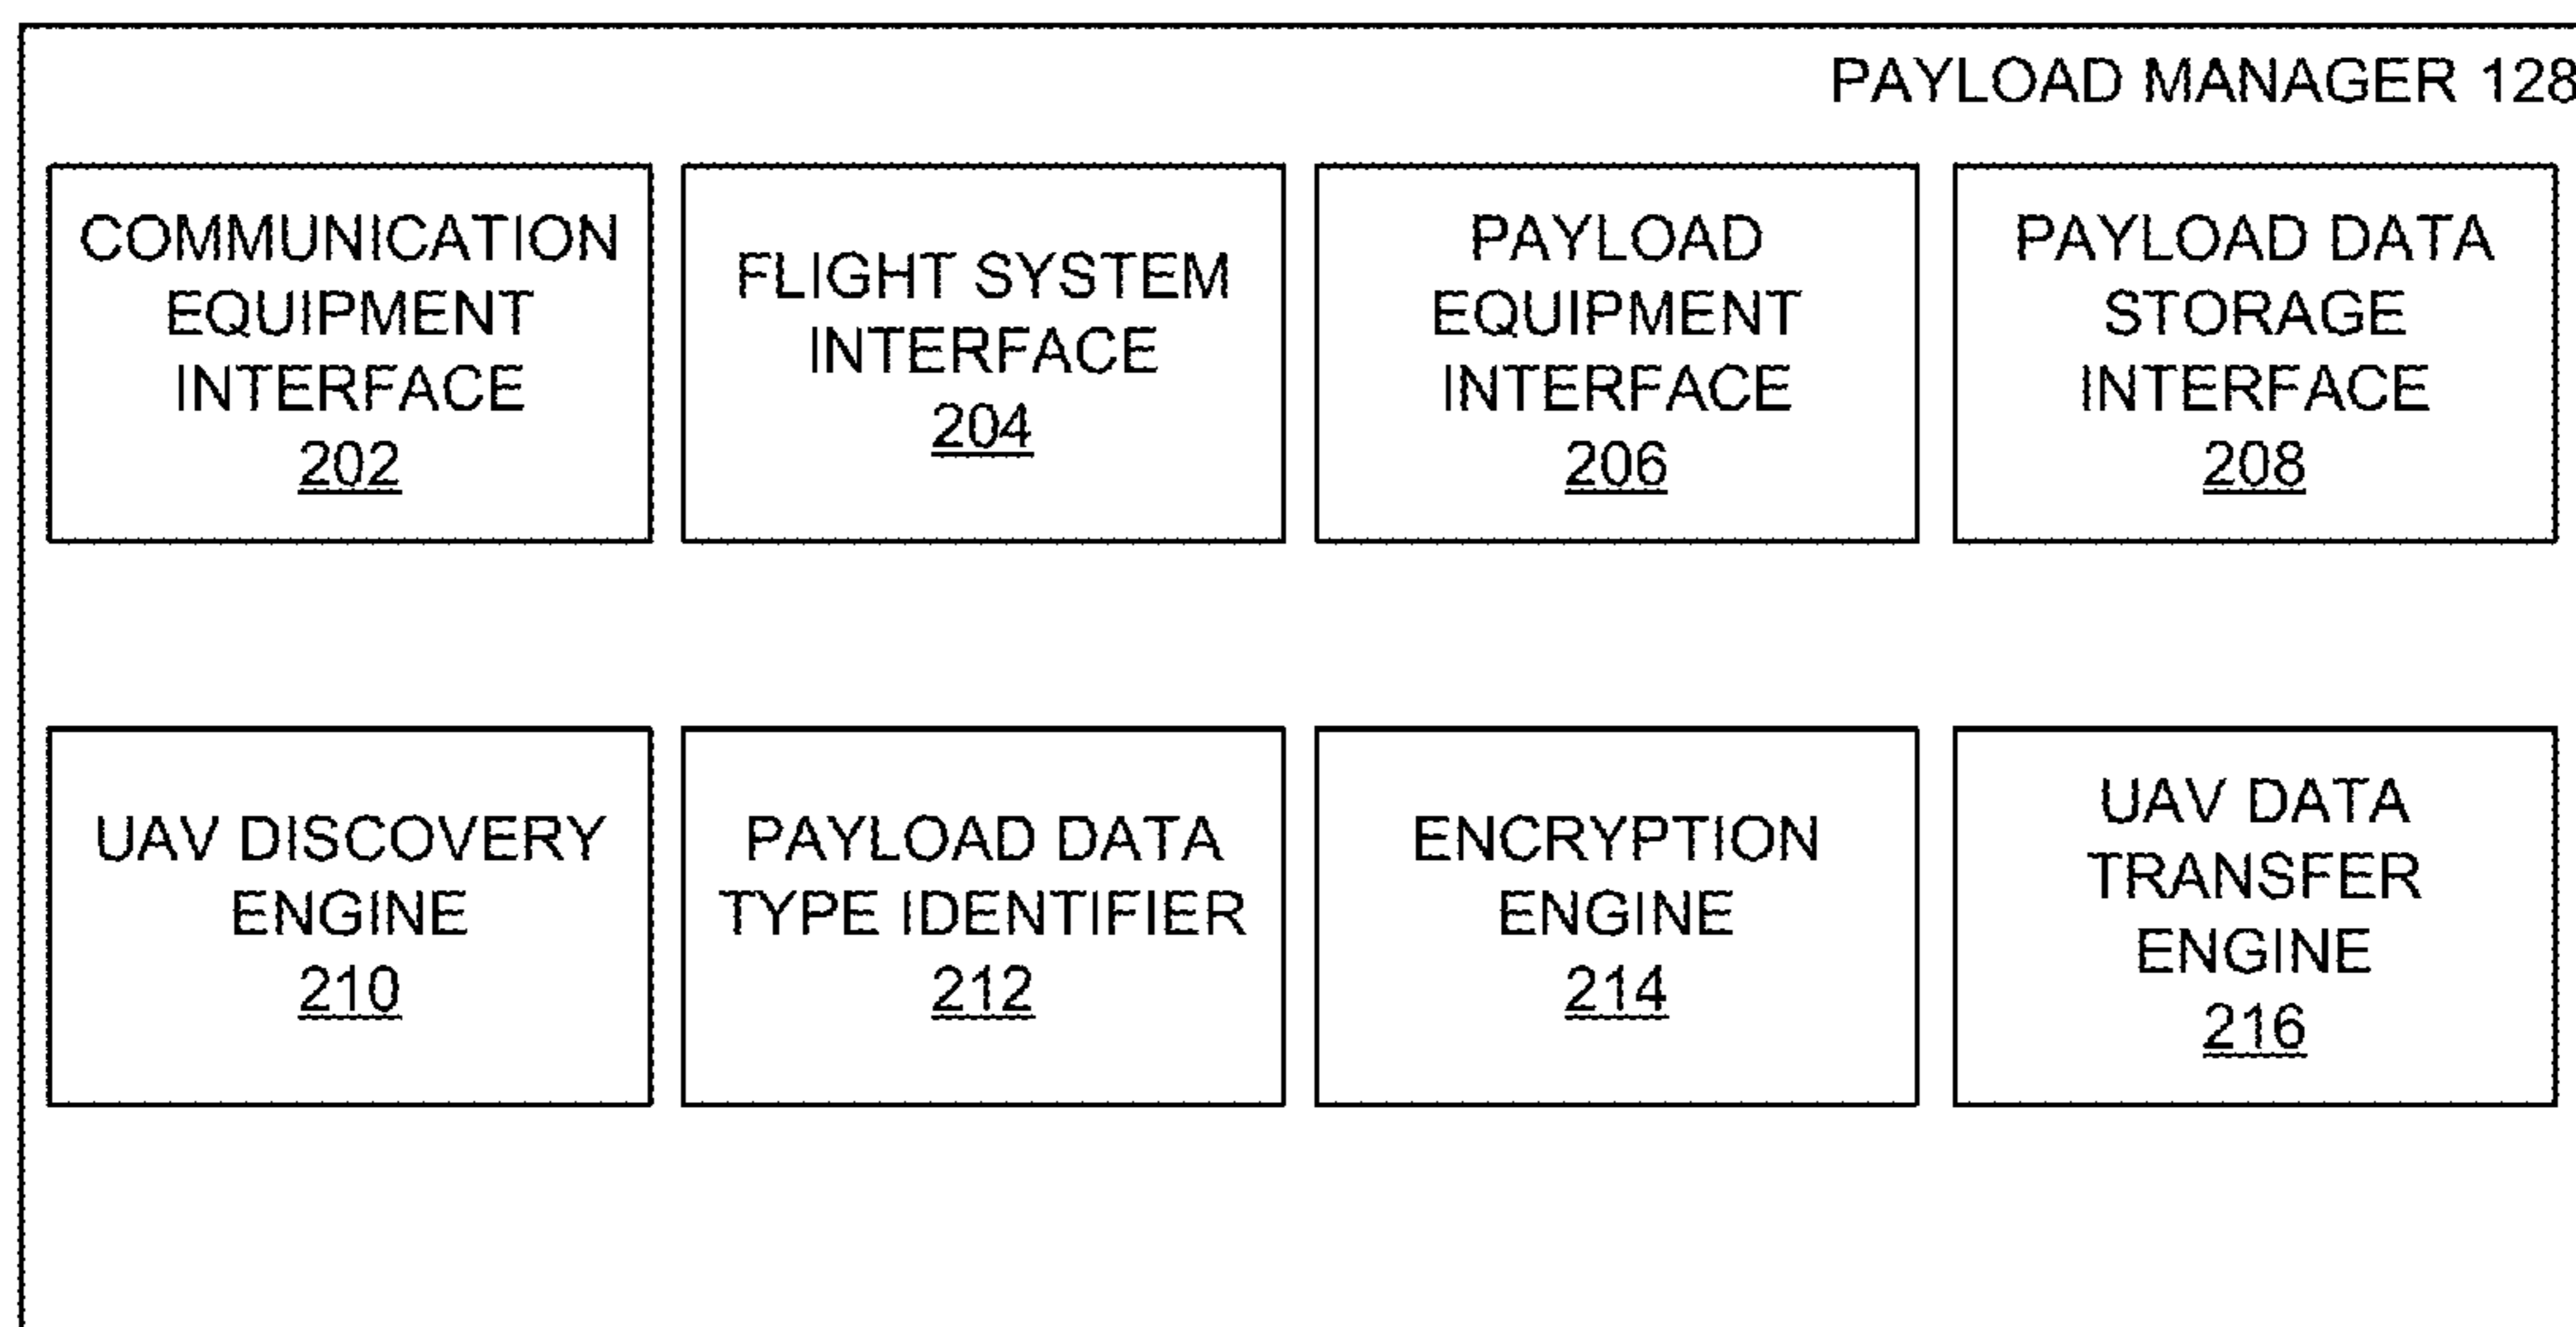 PAYLOAD MANAGER 128
COMMUNICATION
EQUIPMENT
INTERFACE
202
FLIGHT SYSTEM
INTERFACE
204
PAYLOAD
EQUIPMENT
INTERFACE
206
PAYLOAD DATA
STORAGE
INTERFACE
208
UAV DISCOVERY
ENGINE
210
PAYLOAD DATA
TYPE IDENTIFIER
212
ENCRYPTION
ENGINE
214
UAV DATA
TRANSFER
ENGINE
216